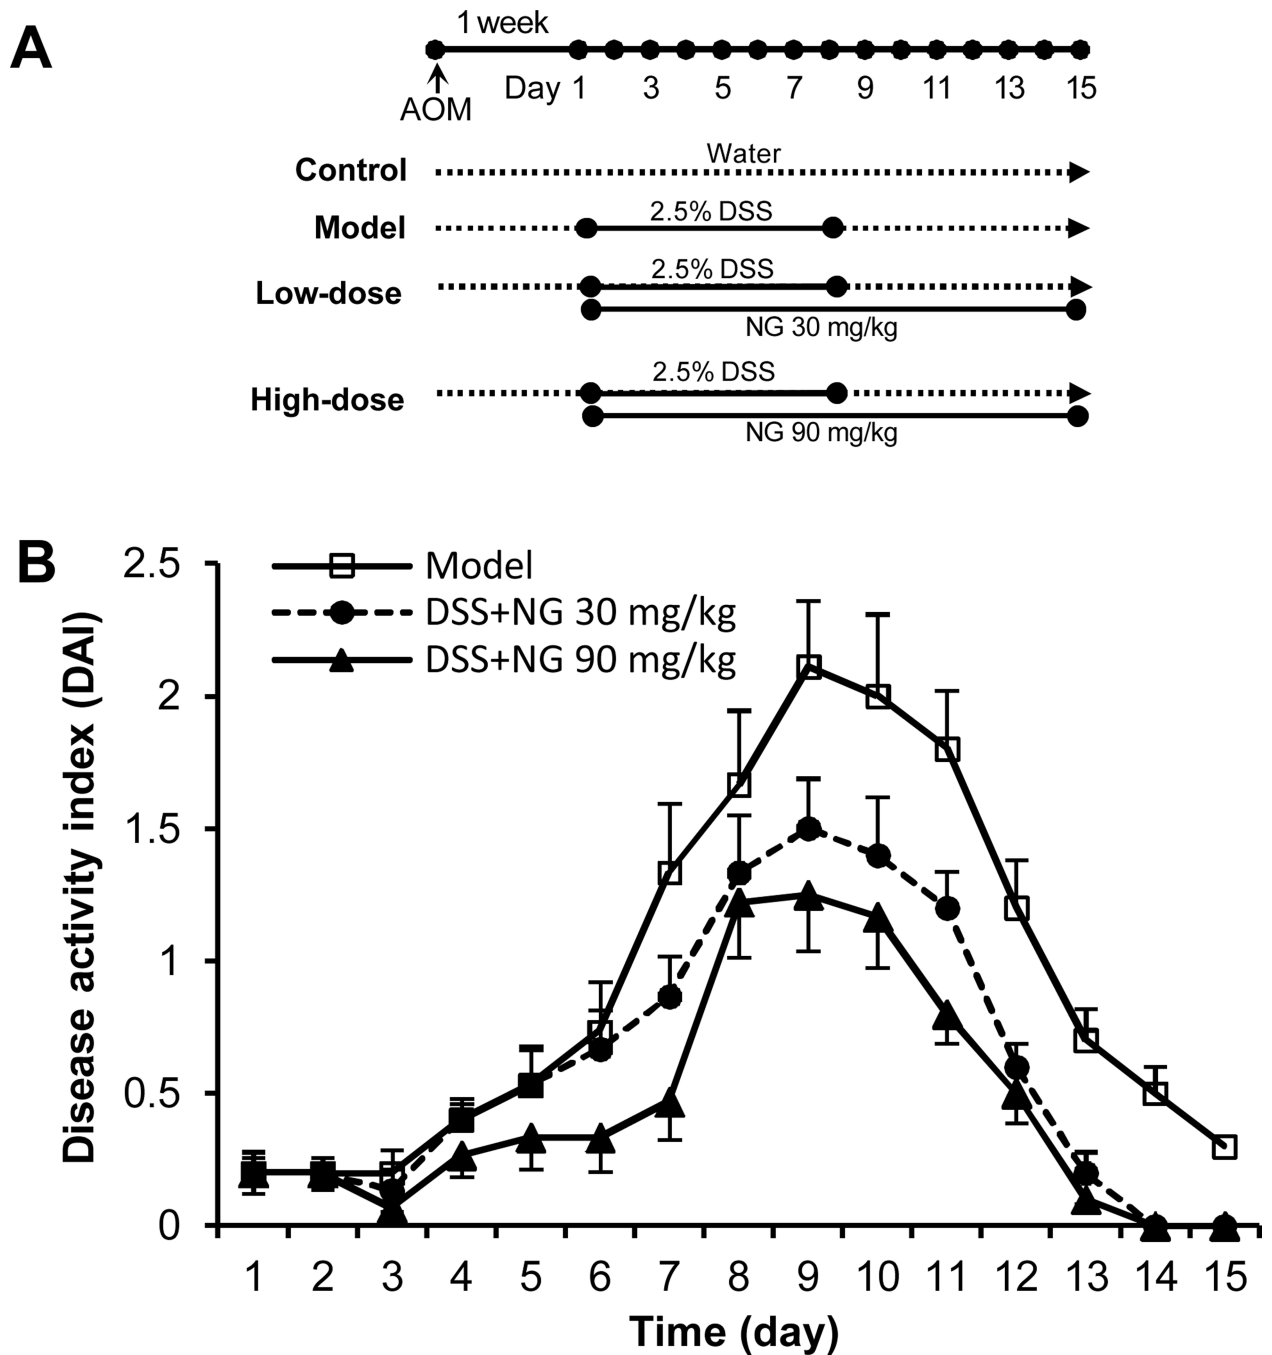 A
1 week
Day 1 3 5 7 9 11 13 15
AOM
Water
Control
2.5% DSS
Model
2.5% DSS
Low-dose
NG 30 mg/kg
2.5% DSS
High-dose
NG 90 mg/kg
B
Model
DSS+NG 30 mg/kg
DSS+NG 90 mg/kg
Disease activity index (DAI)
2.5
2
1.5
1
0.5
0
1 2 3 4 5 6 7 8 9 10 11 12 13 14 15
Time (day)